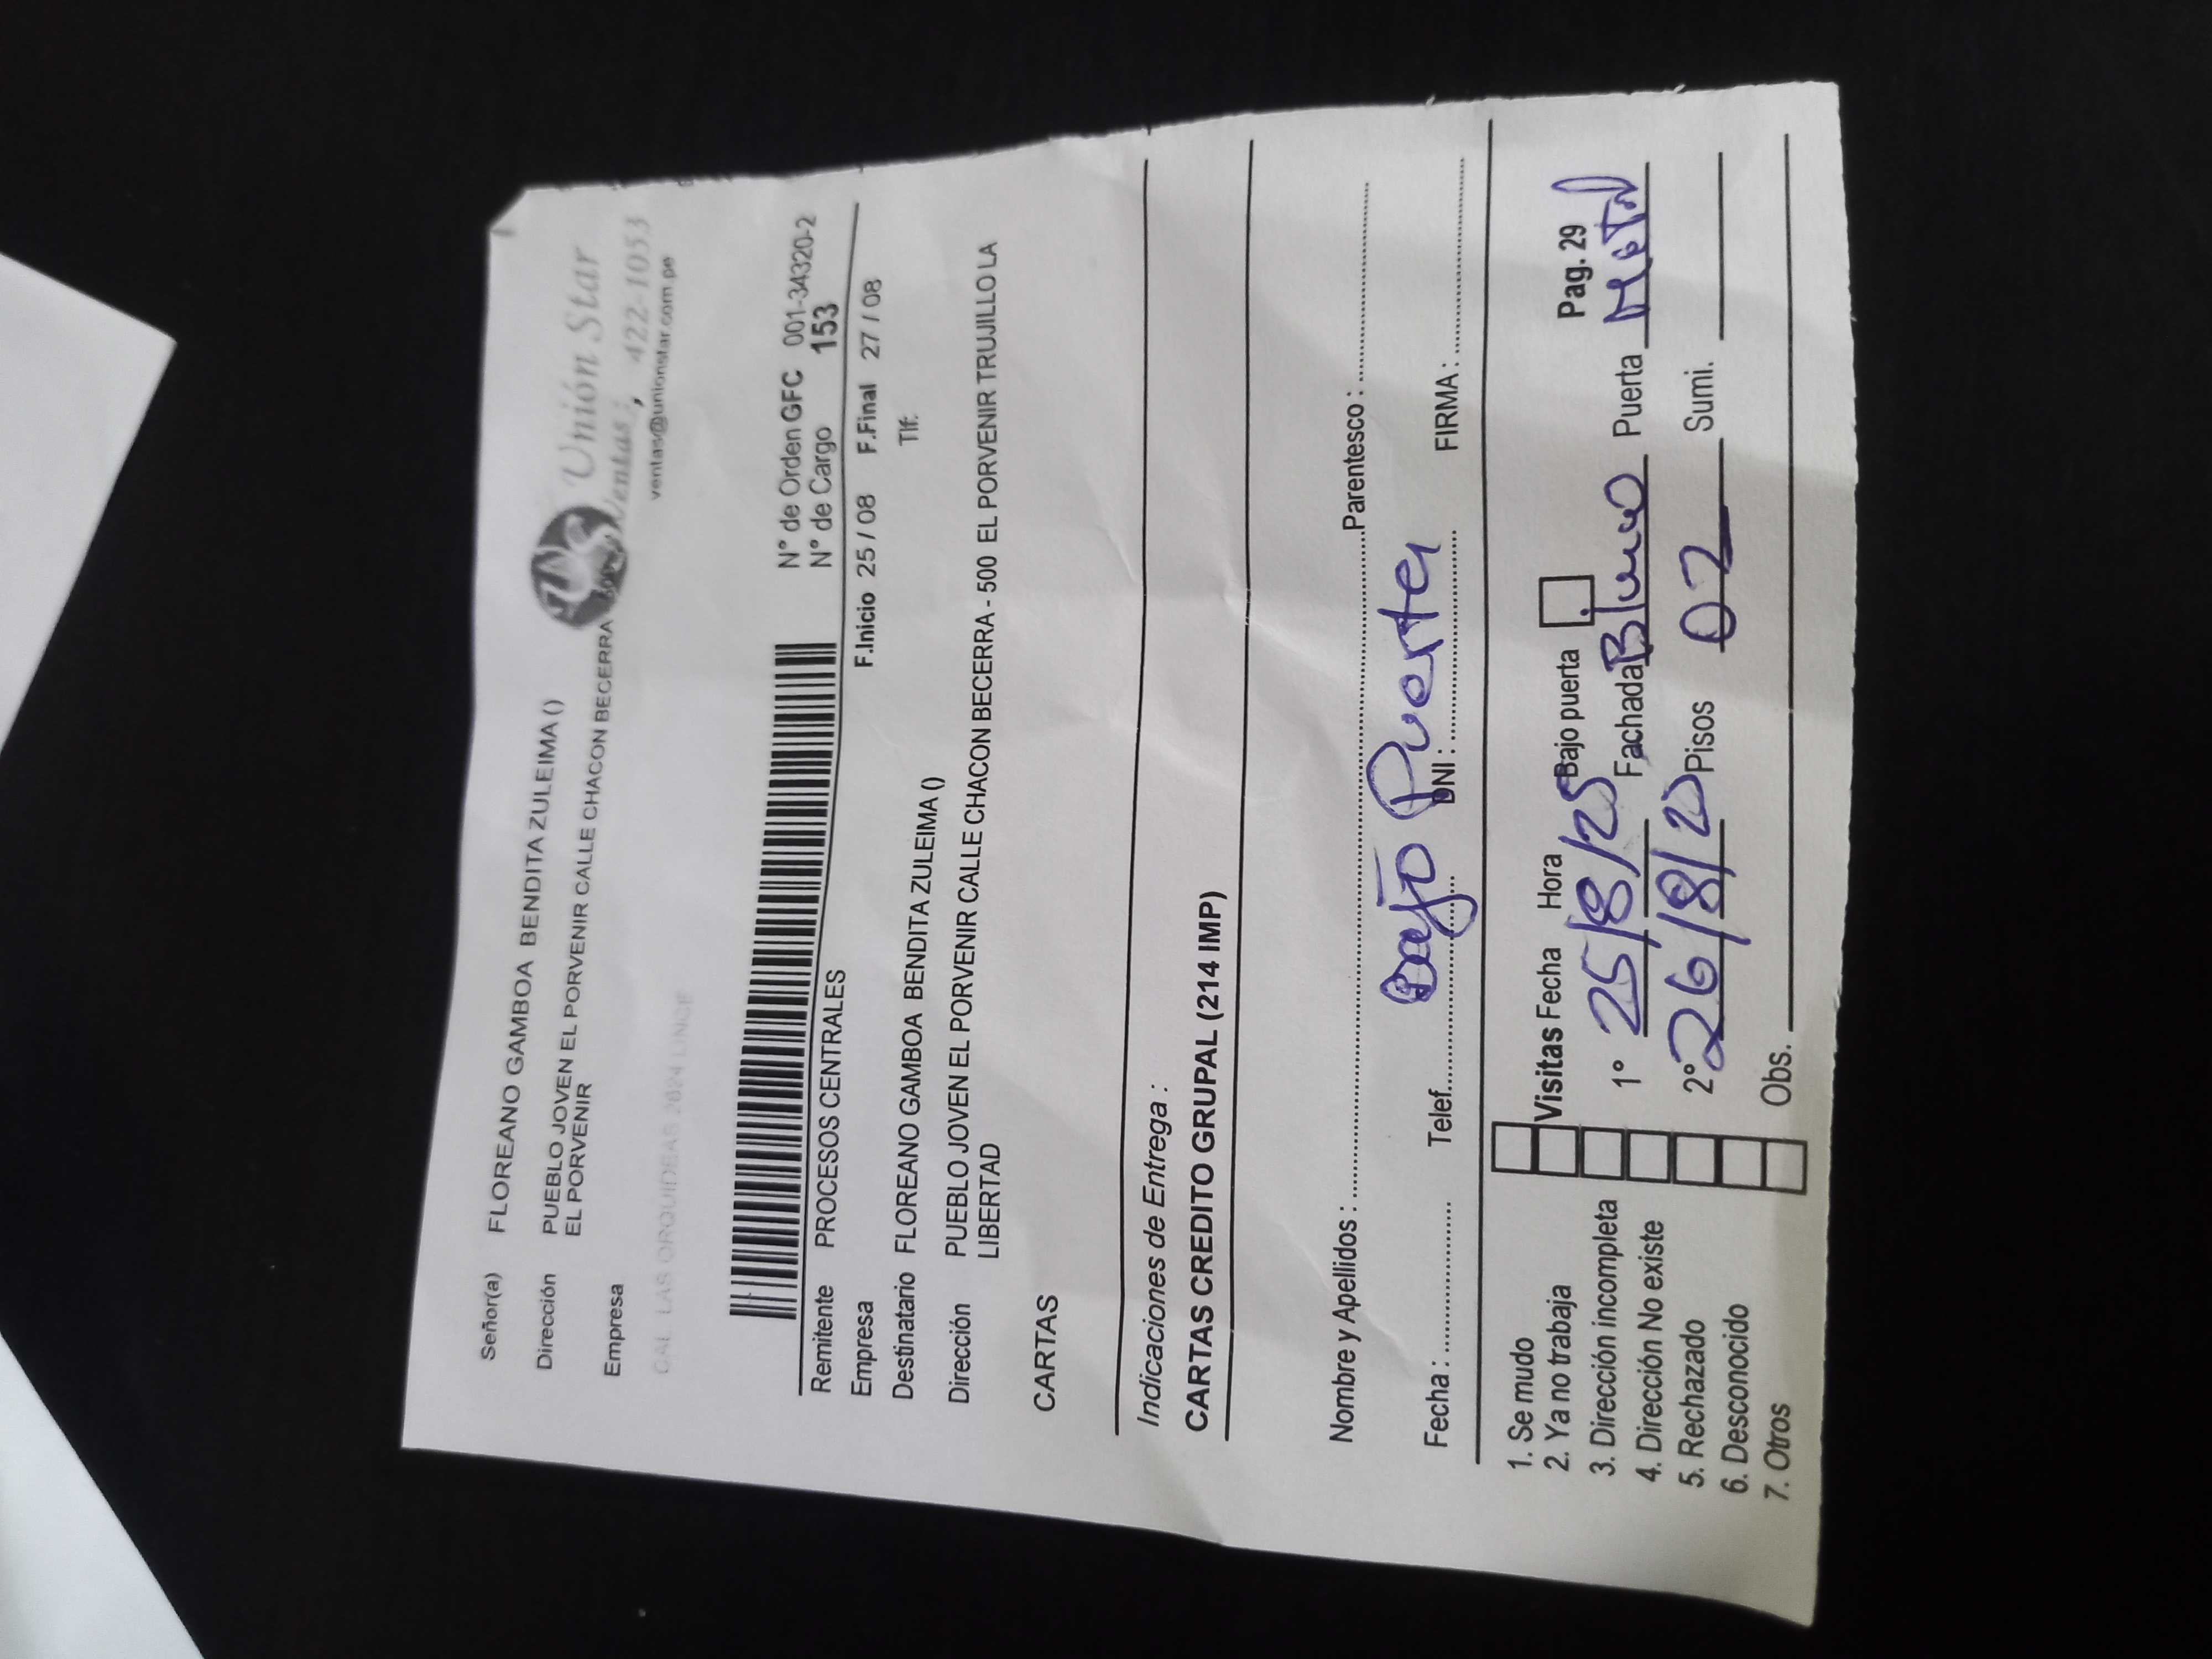 Señor(a) FLOREANO GAMBOA BENDITA ZULEIMA ()
Dirección PUEBLO JOVEN EL PORVENIR CALLE CHACON BECERRA
EL PORVENIR
Empresa
Unión Star
Ventas, 422-1053
ventas@unionstar.com.pe
CAL LAS ORQUIDEAS
N° de Orden GFC 001-34320-2
N° de Cargo 153
Remitente PROCESOS CENTRALES
F.Inicio 25 / 08 F.Final 27 / 08
Empresa
Destinatario FLOREANO GAMBOA BENDITA ZULEIMA () Tlf:
Dirección PUEBLO JOVEN EL PORVENIR CALLE CHACON BECERRA - 500 EL PORVENIR TRUJILLO LA
LIBERTAD
CARTAS
Indicaciones de Entrega :
CARTAS CREDITO GRUPAL (214 IMP)
Nombre y Apellidos : Parentesco :
Bajo Puerta
Fecha : Telef. DNI : FIRMA :
1. Se mudo
2. Ya no trabaja
3. Dirección incompleta
4. Dirección No existe
5. Rechazado
6. Desconocido
7. Otros
Visitas Fecha Hora Bajo puerta Pag. 29
1° 25/8/25 Fachada Puerta
2° 26/8/2 Pisos 02 Sumi.
Obs.